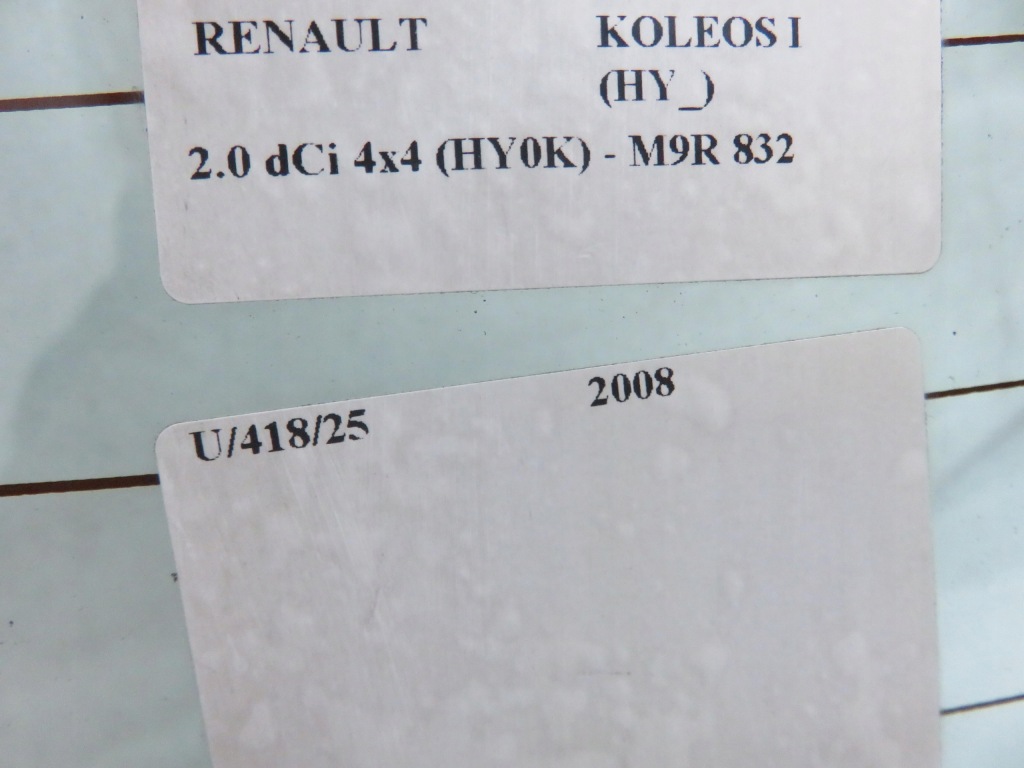 RENAULT KOLEOS I
(HY_)
2.0 dCi 4x4 (HY0K) - M9R 832
U/418/25 2008